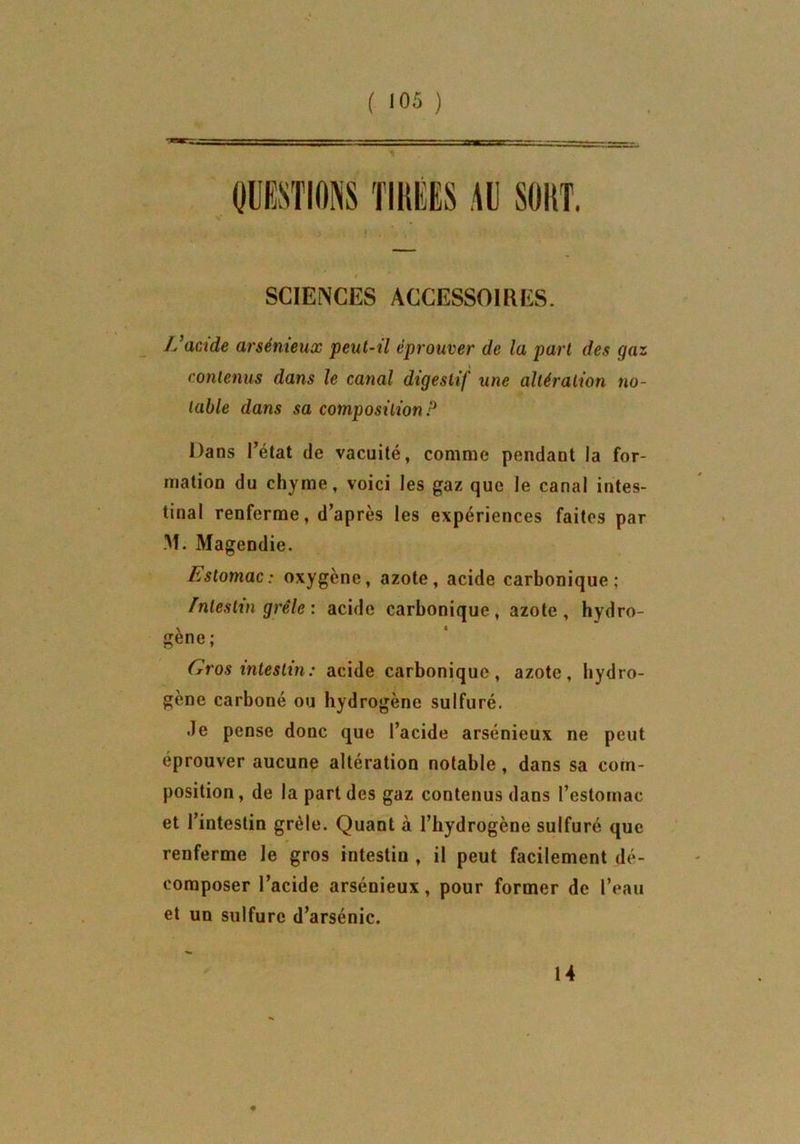 ( 105 )
QUESTIONS TIRÉES AU SORT.
SCIENCES ACCESSOIRES.
L'acide arsénieux peut-il éprouver de la part des gaz
contenus dans le canal digestif une altération no-
table dans sa composition?
Dans l'état de vacuité, comme pendant la for-
mation du chyme, voici les gaz que le canal intes-
tinal renferme, d'après les expériences faites par
M. Magendie.
Estomac: oxygène, azote, acide carbonique;
Intestin grêle: acide carbonique, azote, hydro-
gène;
Gros intestin: acide carbonique, azote, hydro-
gène carboné ou hydrogène sulfuré.
Je pense donc que l'acide arsénieux ne peut
éprouver aucune altération notable, dans sa com-
position, de la part des gaz contenus dans l'estomac
et l'intestin grêle. Quant à l'hydrogène sulfuré que
renferme le gros intestin, il peut facilement dé-
composer l'acide arsénieux, pour former de l'eau
et un sulfure d'arsénic.
14